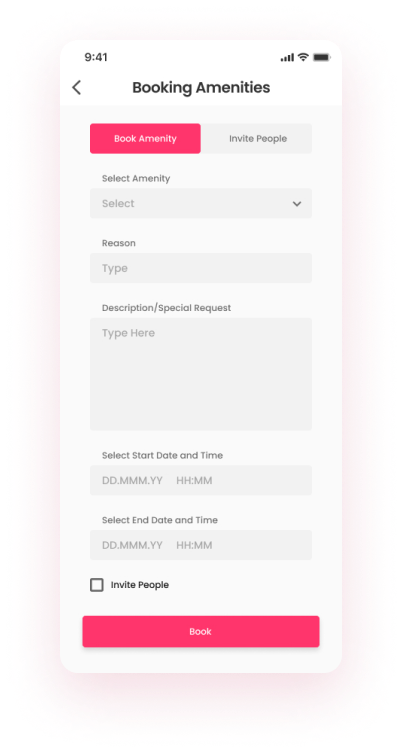 9:41
Booking Amenities
Book Amenity Invite People
Select Amenity
Select
Reason
Type
Description/Special Request
Type Here
Select Start Date and Time
DD.MMM.YY HH:MM
Select End Date and Time
DD.MMM.YY HH:MM
Invite People
Book